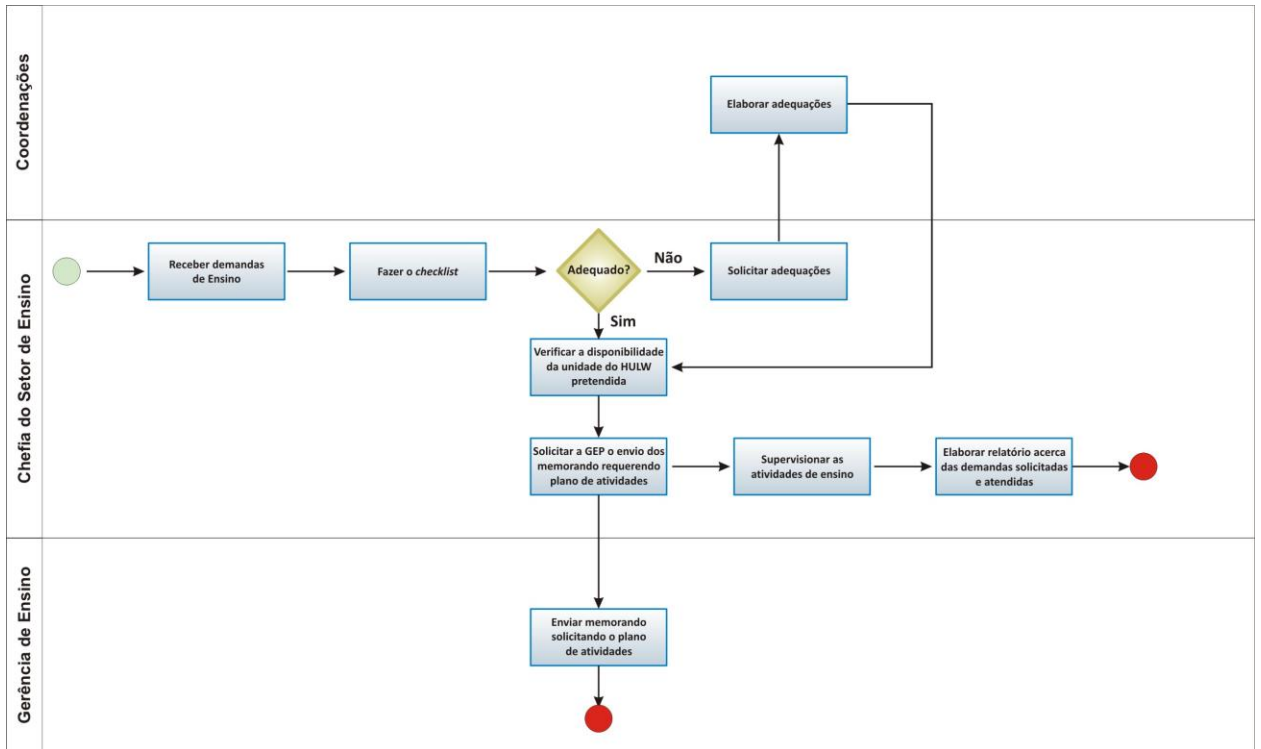 Coordenações
Elaborar adequações
Chefia do Setor de Ensino
Receber demandas
de Ensino
Fazer o checklist
Adequado?
Não
Solicitar adequações
Sim
Verificar a disponibilidade
da unidade do HULW
pretendida
Solicitar a GEP o envio dos
memorando requerendo
plano de atividades
Supervisionar as
atividades de ensino
Elaborar relatório acerca
das demandas solicitadas
e atendidas
Gerência de Ensino
Enviar memorando
solicitando o plano
de atividades